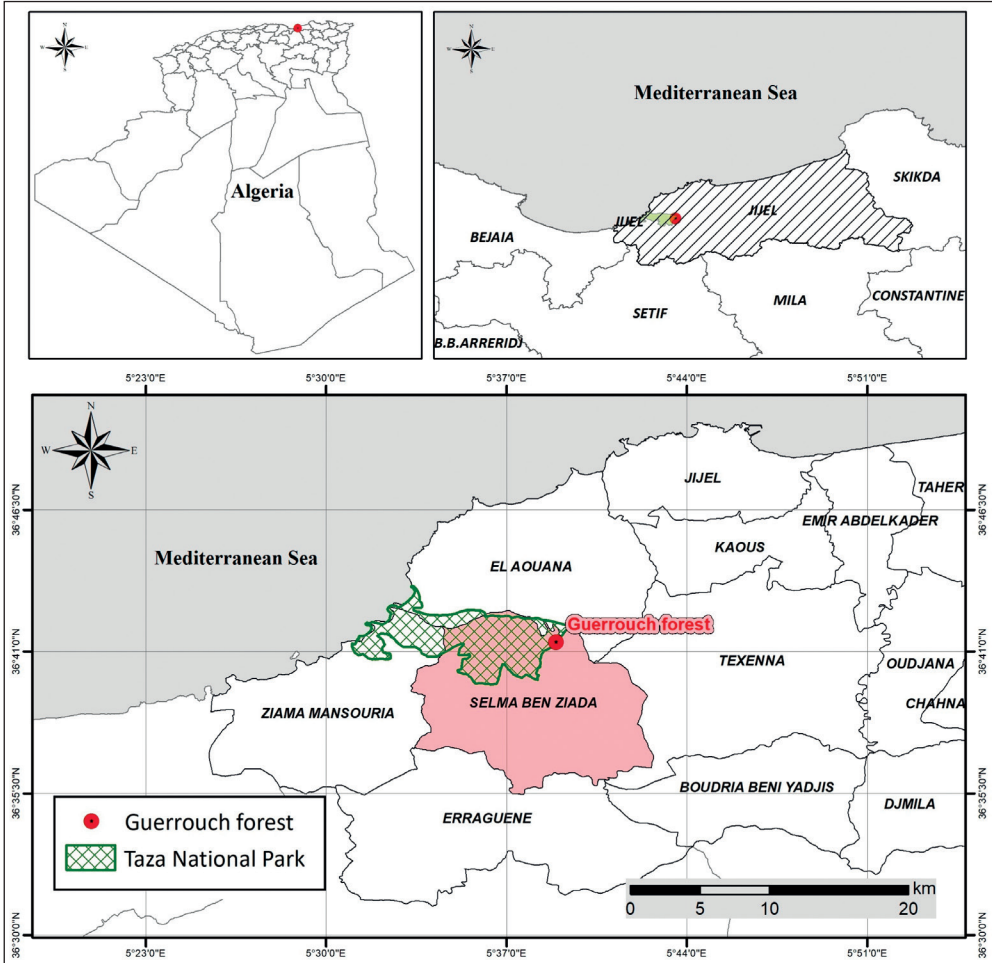 N
W
E
S
Algeria
N
W
E
S
Mediterranean Sea
SKIKDA
JIJEL
JIJEL
BEJAIA
SETIF
MILA
CONSTANTINE
B.B.ARRERIDJ
5°23'0"E
5°30'0"E
5°37'0"E
5°44'0"E
5°51'0"E
N
W
E
S
36°46'30"N
36°46'30"N
JIJEL
TAHER
EMIR ABDELKADER
KAOUS
Mediterranean Sea
EL AOUANA
Guerrouch forest
36°41'0"N
36°41'0"N
TEXENNA
OUDJANA
CHAHNA
SELMA BEN ZIADA
ZIAMA MANSOURIA
36°35'30"N
36°35'30"N
BOUDRIA BENI YADJIS
DJMILA
ERRAGUENE
Guerrouch forest
Taza National Park
km
0
5
10
20
36°30'0"N
36°30'0"N
5°23'0"E
5°30'0"E
5°37'0"E
5°44'0"E
5°51'0"E